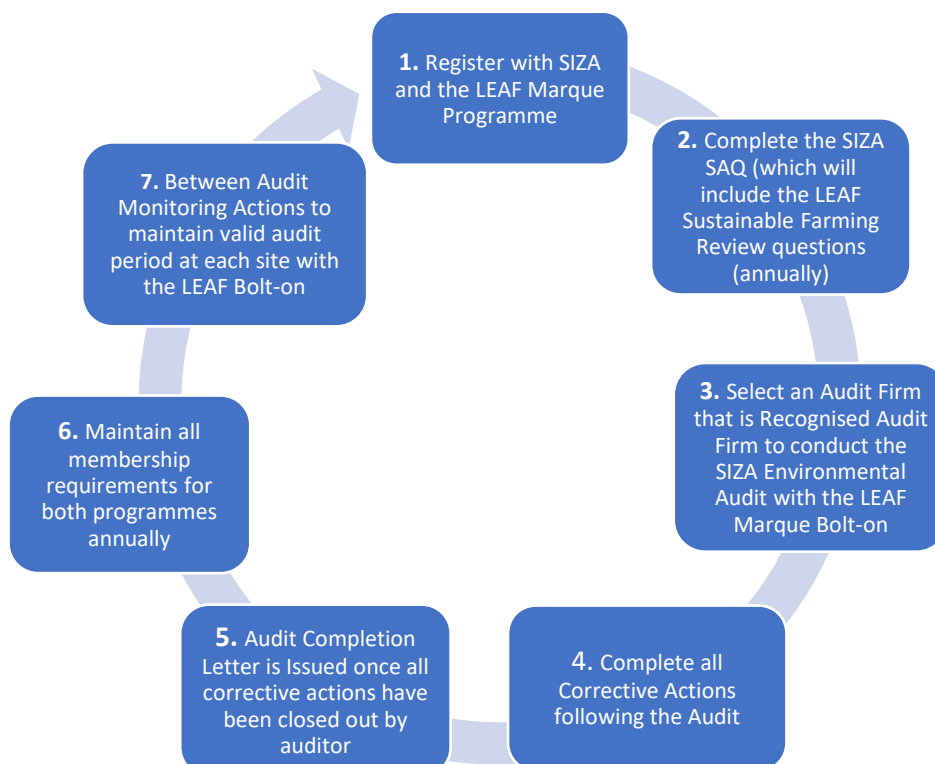 1. Register with SIZA
and the LEAF Marque
Programme
2. Complete the SIZA
SAQ (which will
include the LEAF
Sustainable Farming
Review questions
(annually)
3. Select an Audit Firm
that is Recognised Audit
Firm to conduct the
SIZA Environmental
Audit with the LEAF
Marque Bolt-on
4. Complete all
Corrective Actions
following the Audit
5. Audit Completion
Letter is Issued once all
corrective actions have
been closed out by
auditor
6. Maintain all
membership
requirements for
both programmes
annually
7. Between Audit
Monitoring Actions to
maintain valid audit
period at each site with
the LEAF Bolt-on